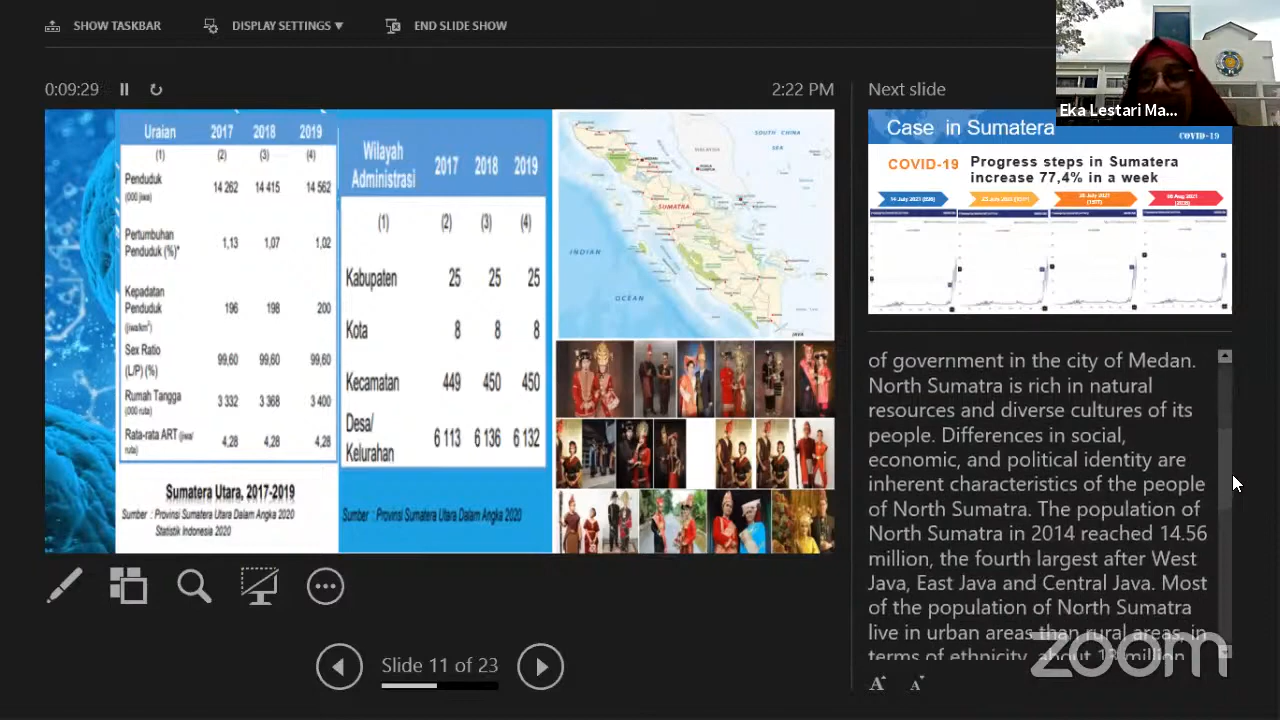 SHOW TASKBAR
DISPLAY SETTINGS ▼
END SLIDE SHOW
0:09:29
2:22 PM
Next slide
Eka Lestari Ma...
Uraian 2017 2018 2019
(1) (2) (3) (4)
Penduduk
(000 jiwa)
14 262 14 415 14 562
Pertumbuhan
Penduduk (%)*
1,13 1,07 1,02
Kepadatan
Penduduk
(jiwa/km²)
196 198 200
Sex Ratio
(L/P) (%)
99,60 99,60 99,60
Rumah Tangga
(000 ruta)
3 332 3 368 3 400
Rata-rata ART (jiwa/
ruta)
4,28 4,28 4,28
Sumatera Utara, 2017-2019
Sumber : Provinsi Sumatera Utara Dalam Angka 2020
Statistik Indonesia 2020
Wilayah
Administrasi
2017 2018 2019
(1) (2) (3) (4)
Kabupaten 25 25 25
Kota 8 8 8
Kecamatan 449 450 450
Desa/
Kelurahan
6 113 6 136 6 132
Sumber : Provinsi Sumatera Utara Dalam Angka 2020
SOUTH CHINA
SEA
SUMATRA
INDIAN
OCEAN
JAVA
Case in Sumatera
COVID-19
COVID-19 Progress steps in Sumatera
increase 77,4% in a week
of government in the city of Medan.
North Sumatra is rich in natural
resources and diverse cultures of its
people. Differences in social,
economic, and political identity are
inherent characteristics of the people
of North Sumatra. The population of
North Sumatra in 2014 reached 14.56
million, the fourth largest after West
Java, East Java and Central Java. Most
of the population of North Sumatra
live in urban areas than rural areas, in
terms of ethnicity, about 13 million
zoom
Slide 11 of 23
A A